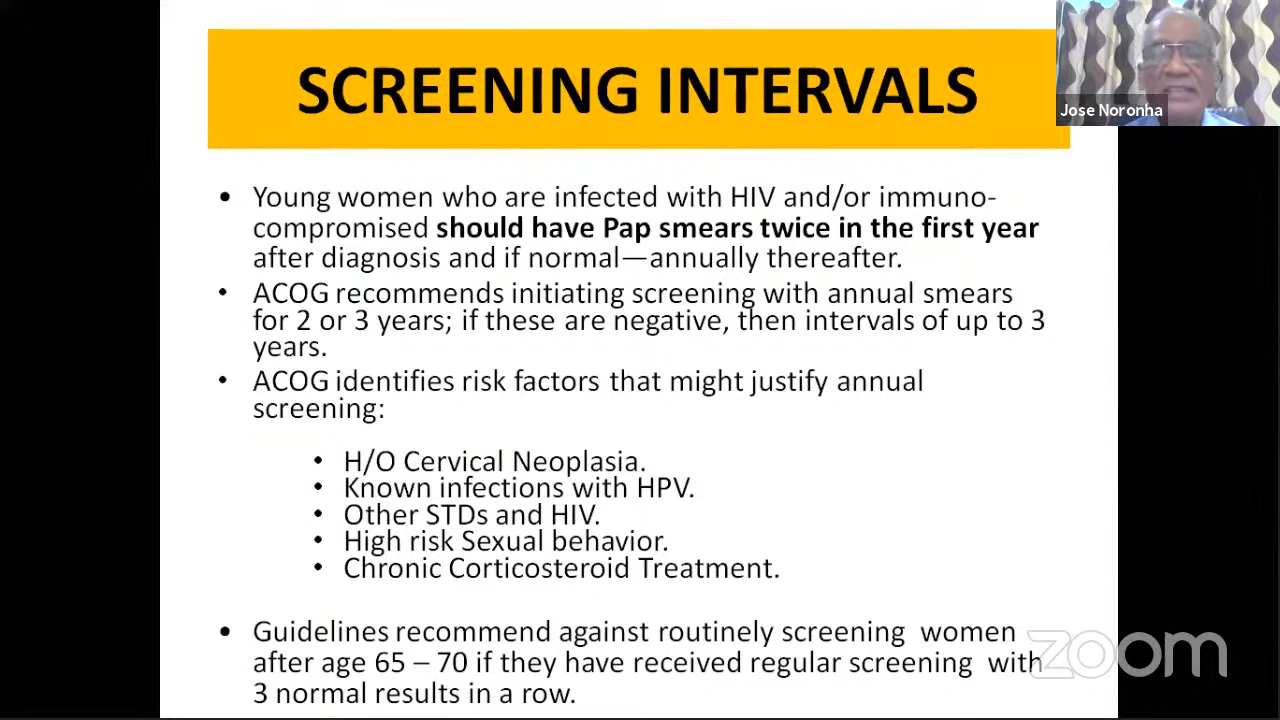 SCREENING INTERVALS
Jose Noronha
• Young women who are infected with HIV and/or immuno-
compromised should have Pap smears twice in the first year
after diagnosis and if normal—annually thereafter.
• ACOG recommends initiating screening with annual smears
for 2 or 3 years; if these are negative, then intervals of up to 3
years.
• ACOG identifies risk factors that might justify annual
screening:
• H/O Cervical Neoplasia.
• Known infections with HPV.
• Other STDs and HIV.
• High risk Sexual behavior.
• Chronic Corticosteroid Treatment.
• Guidelines recommend against routinely screening women
after age 65 – 70 if they have received regular screening with
3 normal results in a row.
zoom